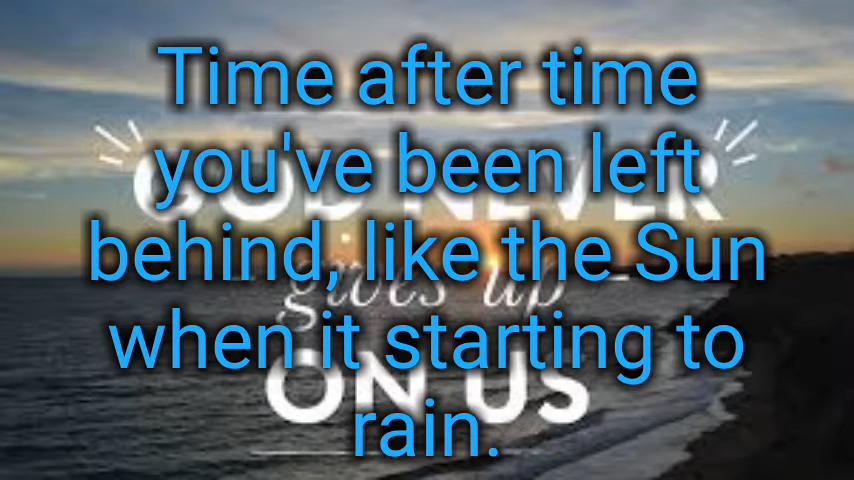 Time after time
you've been left
behind, like the Sun
when it starting to
rain.
GOD NEVER
gives up
ON US